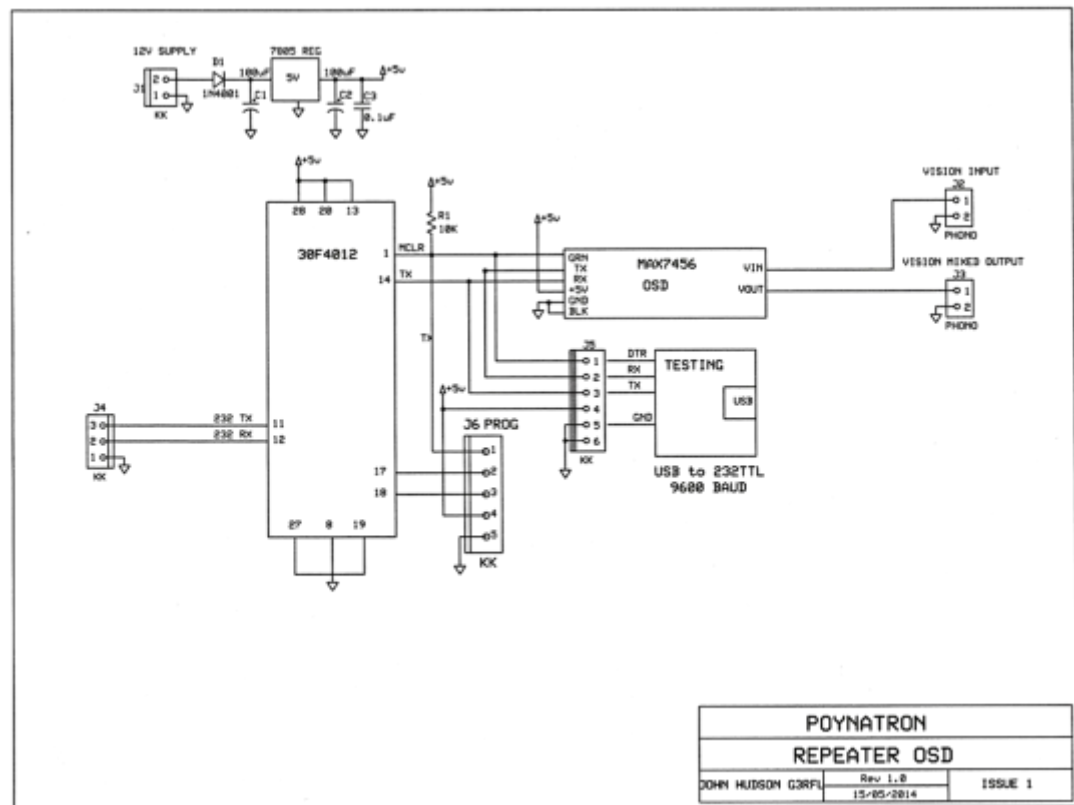 12V SUPPLY
J1
2
1
KK
D1
1N4001
100uF
C1
7805 REG
5V
100uF
C2
C3
0.1uF
+5v
+5v
28 20 13
30F4012
1 MCLR
14 TX
+5v
R1
10K
TX
+5v
GRN
TX
RX
+5V
GND
BLK
MAX7456
OSD
VIN
VOUT
VISION INPUT
J2
1
2
PHONO
VISION MIXED OUTPUT
J3
1
2
PHONO
J5
1
2
3
4
5
6
KK
DTR
RX
TX
GND
TESTING
USB
USB to 232TTL
9600 BAUD
+5v
J6 PROG
1
2
3
4
5
KK
J4
3
2
1
KK
232 TX
232 RX
11
12
17
18
27 8 19
POYNATRON
REPEATER OSD
JOHN HUDSON G3RFL
Rev 1.0
15/05/2014
ISSUE 1